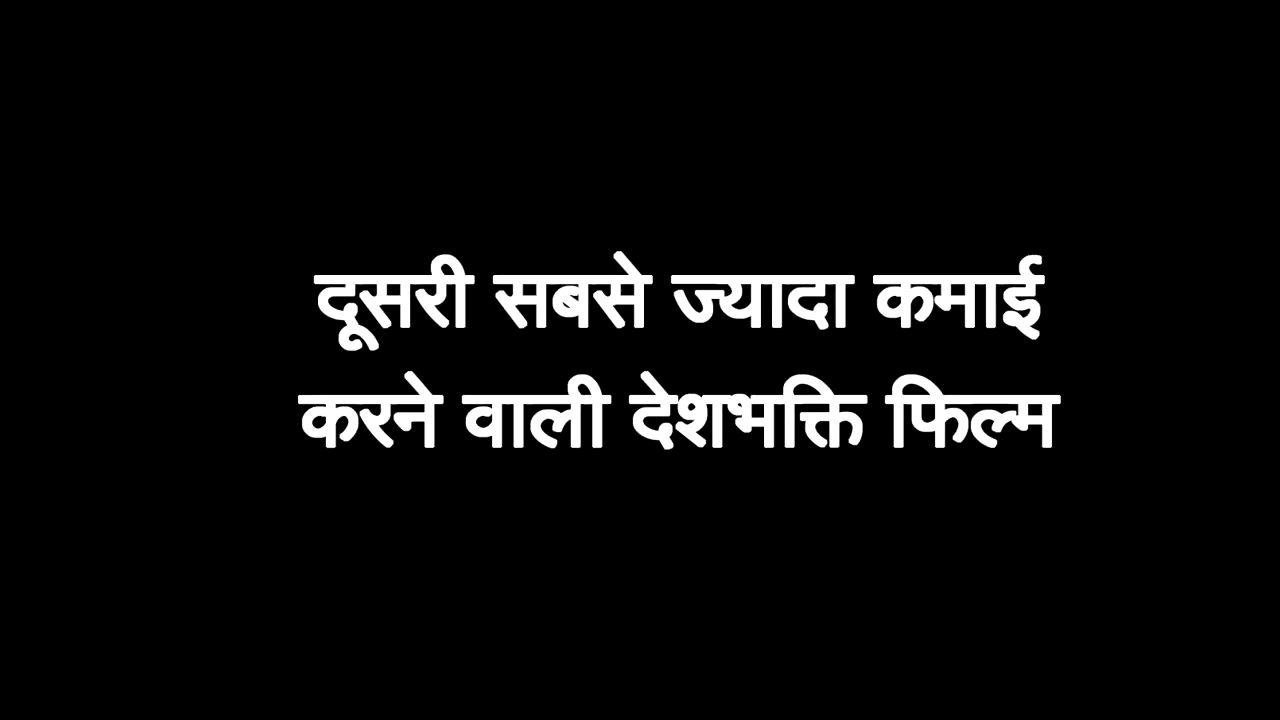 दूसरी सबसे ज्यादा कमाई
करने वाली देशभक्ति फिल्म